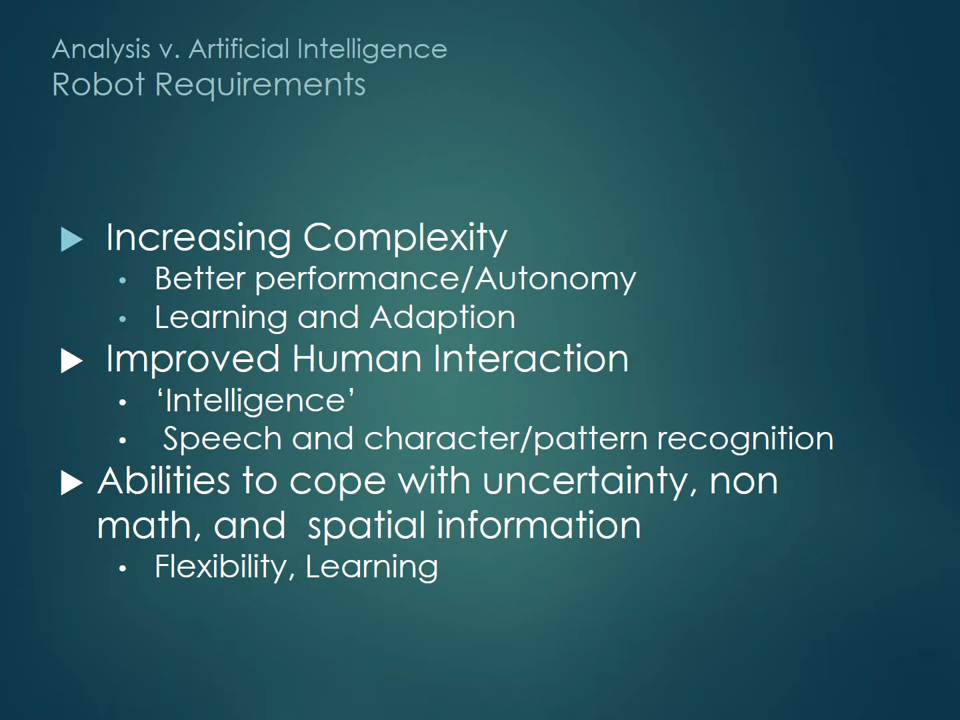 Analysis v. Artificial Intelligence
Robot Requirements
Increasing Complexity
• Better performance/Autonomy
• Learning and Adaption
Improved Human Interaction
• ‘Intelligence’
• Speech and character/pattern recognition
Abilities to cope with uncertainty, non
math, and spatial information
• Flexibility, Learning